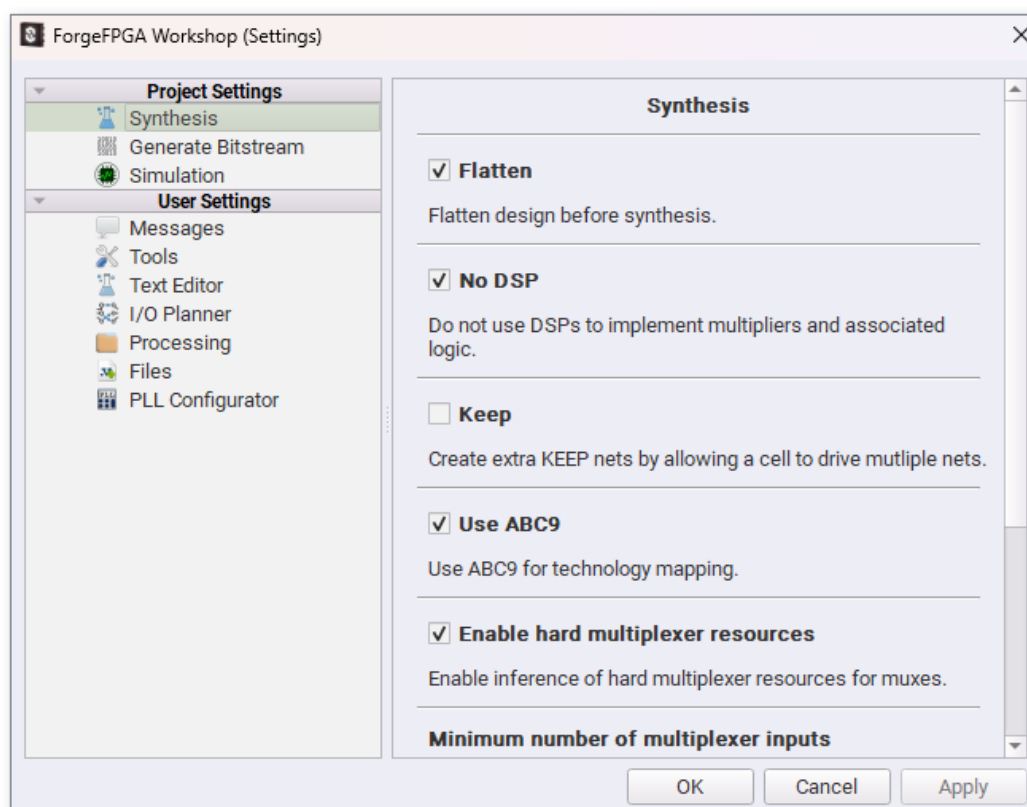 ForgeFPGA Workshop (Settings)
Project Settings
Synthesis
Generate Bitstream
Simulation
User Settings
Messages
Tools
Text Editor
I/O Planner
Processing
Files
PLL Configurator
Synthesis
Flatten
Flatten design before synthesis.
No DSP
Do not use DSPs to implement multipliers and associated
logic.
Keep
Create extra KEEP nets by allowing a cell to drive mutliple nets.
Use ABC9
Use ABC9 for technology mapping.
Enable hard multiplexer resources
Enable inference of hard multiplexer resources for muxes.
Minimum number of multiplexer inputs
OK
Cancel
Apply